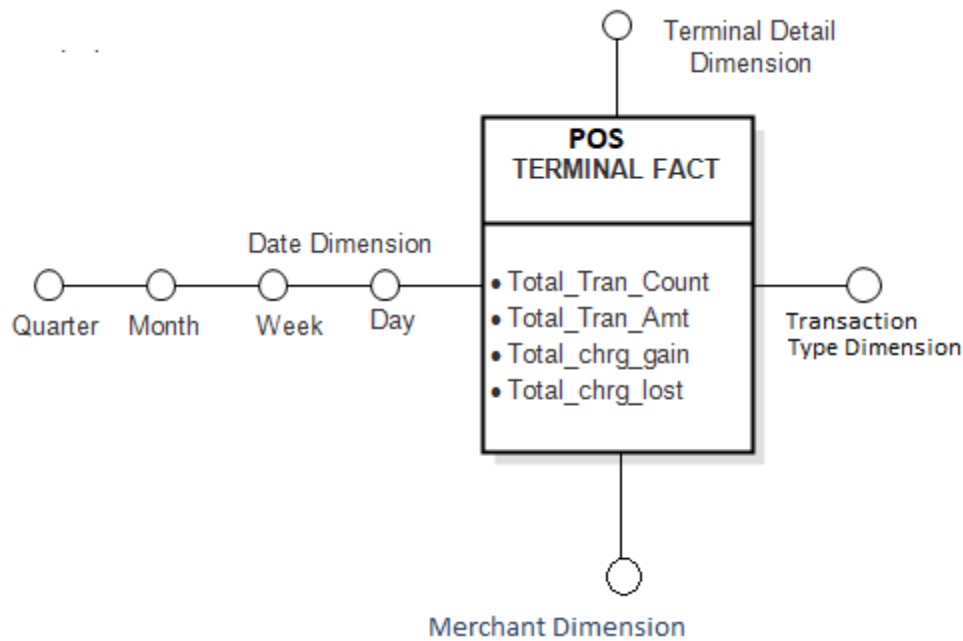 Terminal Detail
Dimension
POS
TERMINAL FACT
Date Dimension
Quarter
Month
Week
Day
• Total_Tran_Count
• Total_Tran_Amt
• Total_chrg_gain
• Total_chrg_lost
Transaction
Type Dimension
Merchant Dimension